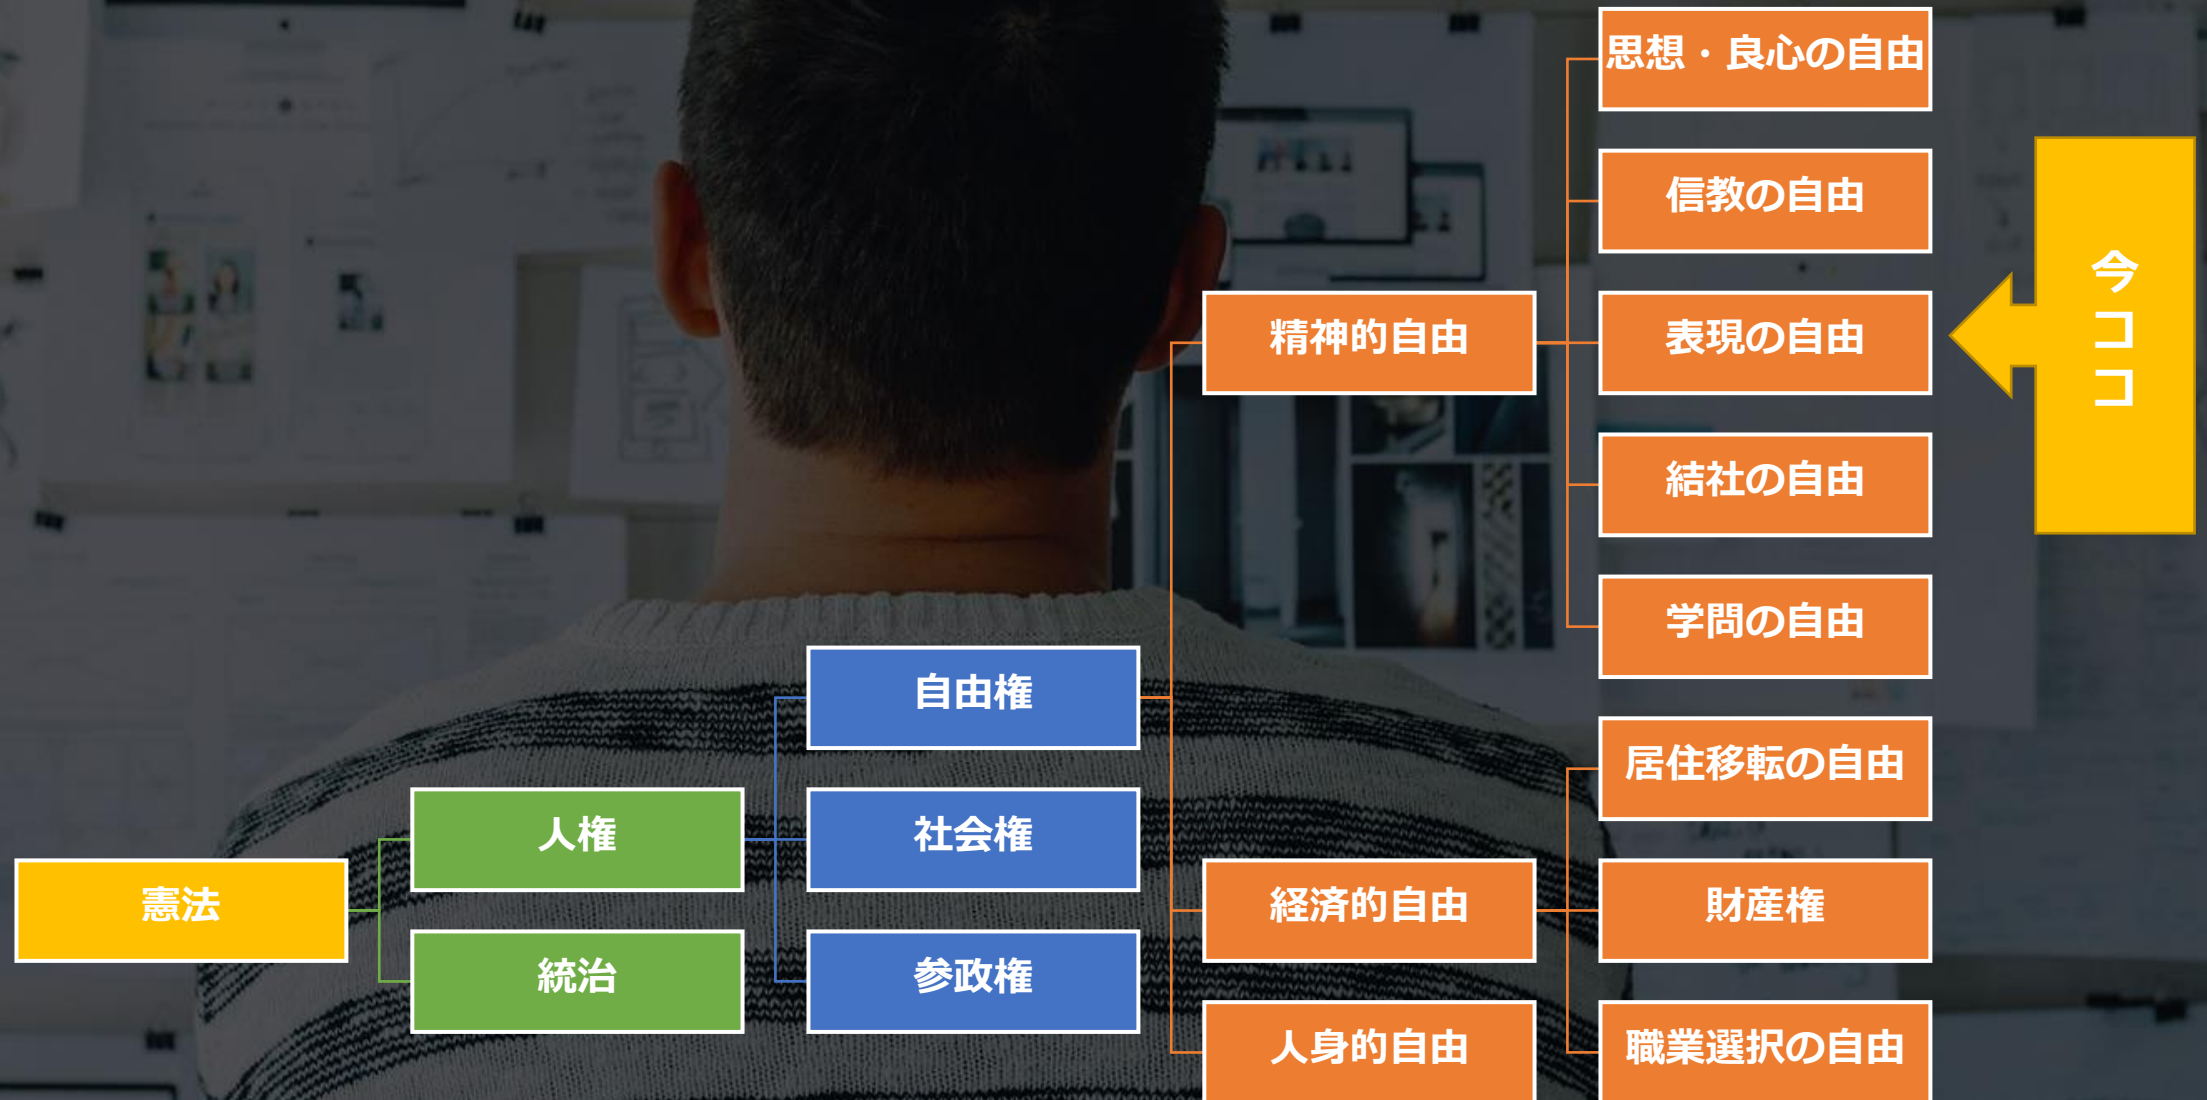 憲法
人権
統治
自由権
社会権
参政権
精神的自由
経済的自由
人身的自由
思想・良心の自由
信教の自由
表現の自由
結社の自由
学問の自由
居住移転の自由
財産権
職業選択の自由
今ココ